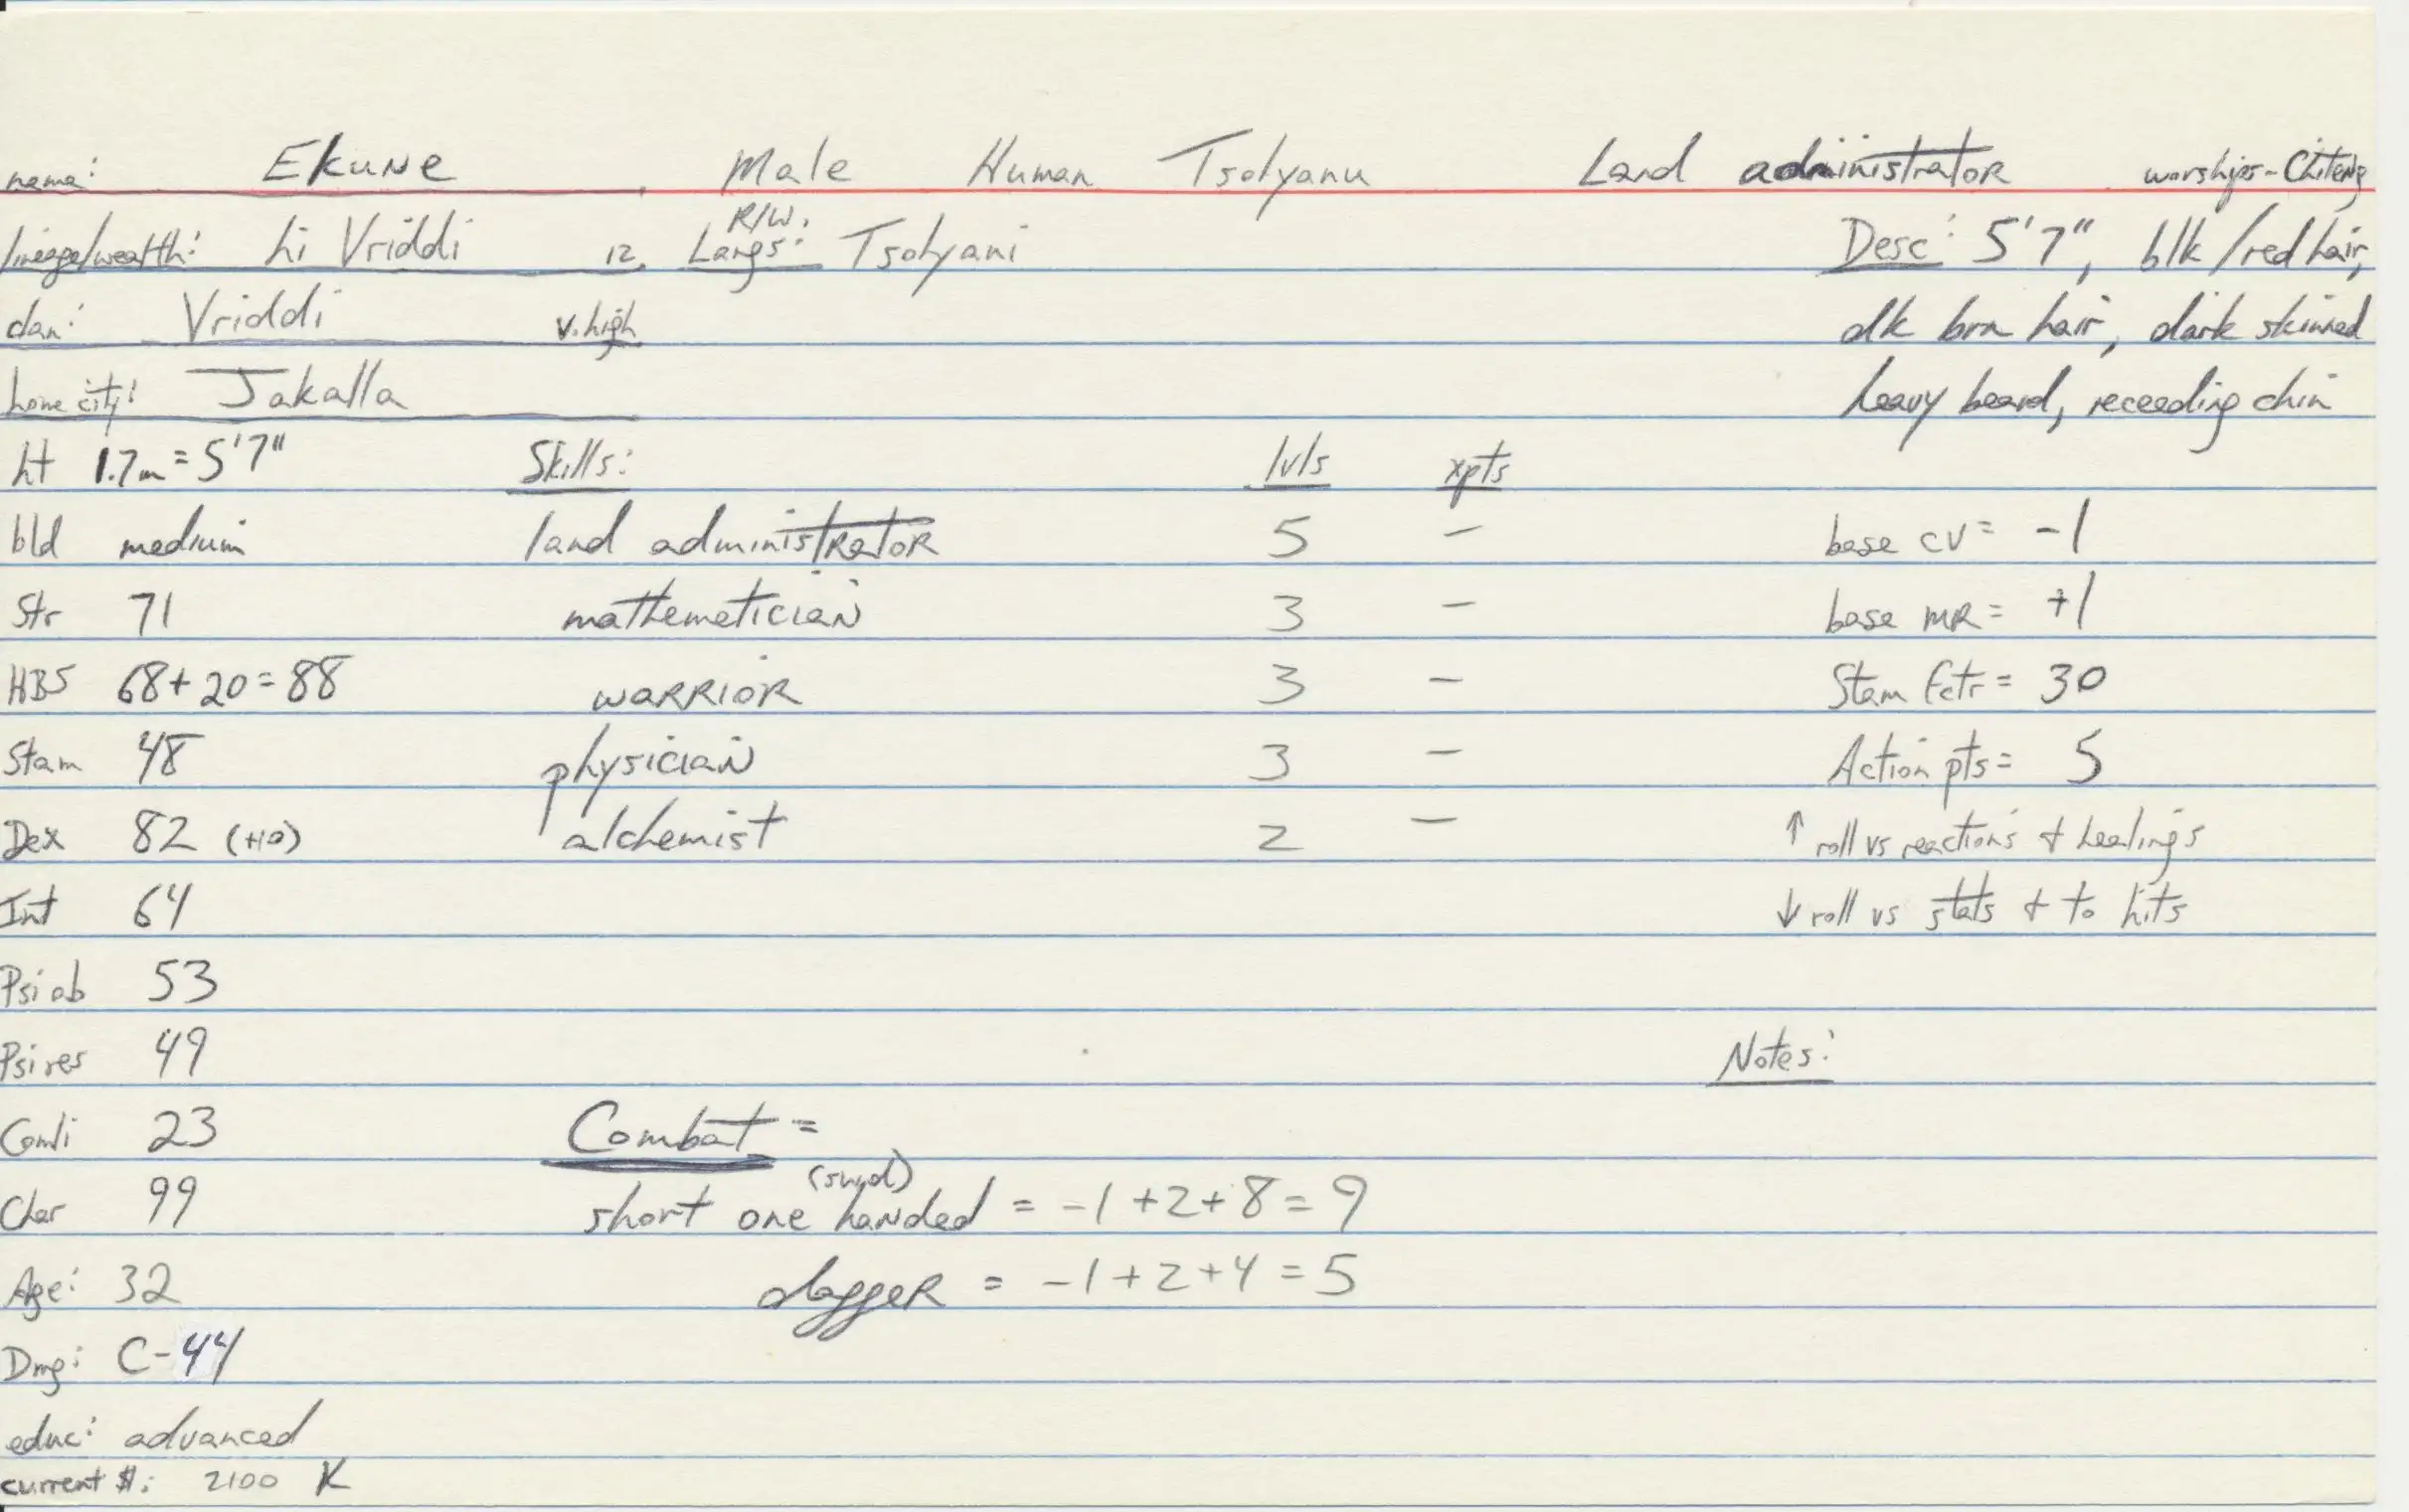 name: Ekune Male Human Tsolyanu Land administrator worships-Chiteng
R/W.
lineage/wealth: hi Vriddi 12. Langs: Tsolyani Desc: 5'7", blk/red hair,
clan: Vriddi v.high dk brn hair, dark skinned
home city: Jakalla heavy beard, receeding chin
ht 1.7m = 5'7" Skills: lvls xpts
bld medium land administrator 5 - base cv = -1
Str 71 mathemetician 3 - base MR = +1
HBS 68+20=88 warrior 3 - Stam fctr = 30
Stam 48 physician 3 - Action pts = 5
Dex 82 (+10) alchemist 2 - ↑ roll vs reactions + healings
Int 64 ↓ roll vs stats + to hits
Psi ab 53
Psi res 49 Notes:
Comli 23 Combat =
(swd)
Char 99 short one handed = -1+2+8=9
Age: 32 dagger = -1+2+4=5
Dmg: C-44
educ: advanced
current $: 2100 K